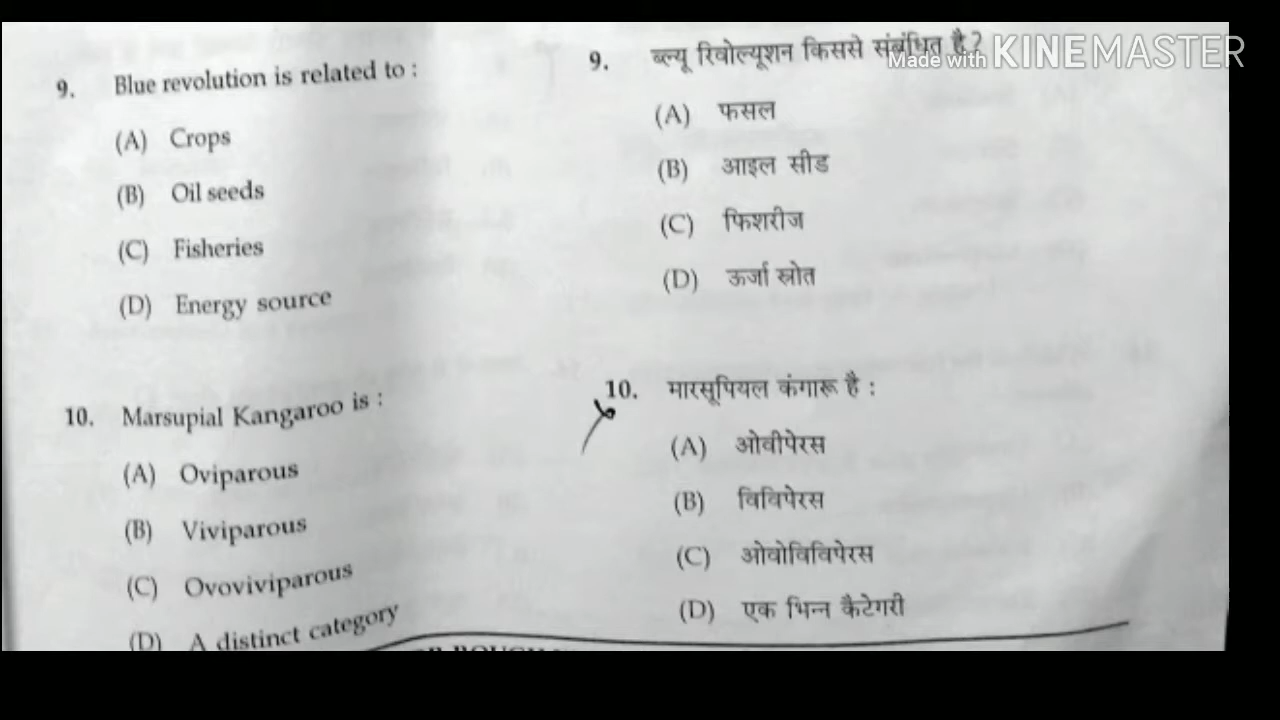 9. Blue revolution is related to :
(A) Crops
(B) Oil seeds
(C) Fisheries
(D) Energy source
10. Marsupial Kangaroo is :
(A) Oviparous
(B) Viviparous
(C) Ovoviviparous
(D) A distinct category
9. ब्ल्यू रिवोल्यूशन किससे संबंधित है ?
(A) फसल
(B) आइल सीड
(C) फिशरीज
(D) ऊर्जा स्रोत
10. मारसूपियल कंगारू है :
(A) ओवीपेरस
(B) विविपेरस
(C) ओवोविविपेरस
(D) एक भिन्न कैटेगरी
Made with KINEMASTER